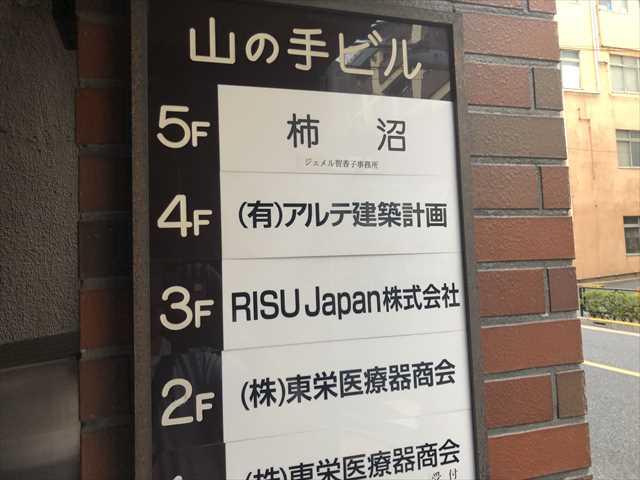 山の手ビル
5F 柿 沼
ジェメル智香子事務所
4F (有)アルテ建築計画
3F RISU Japan株式会社
2F (株)東栄医療器商会
(株)東栄医療器商会
受付